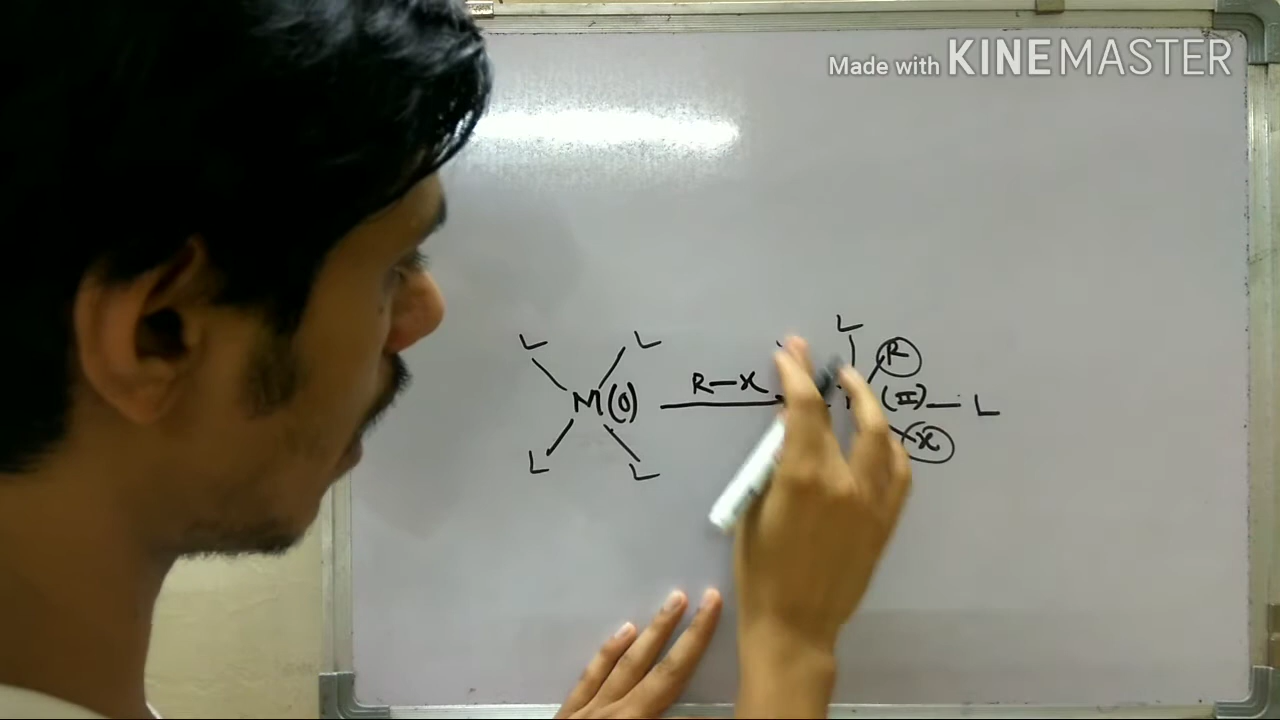 Made with KINEMASTER
L
L L R
R—X
M(0) (II) — L
X
L L